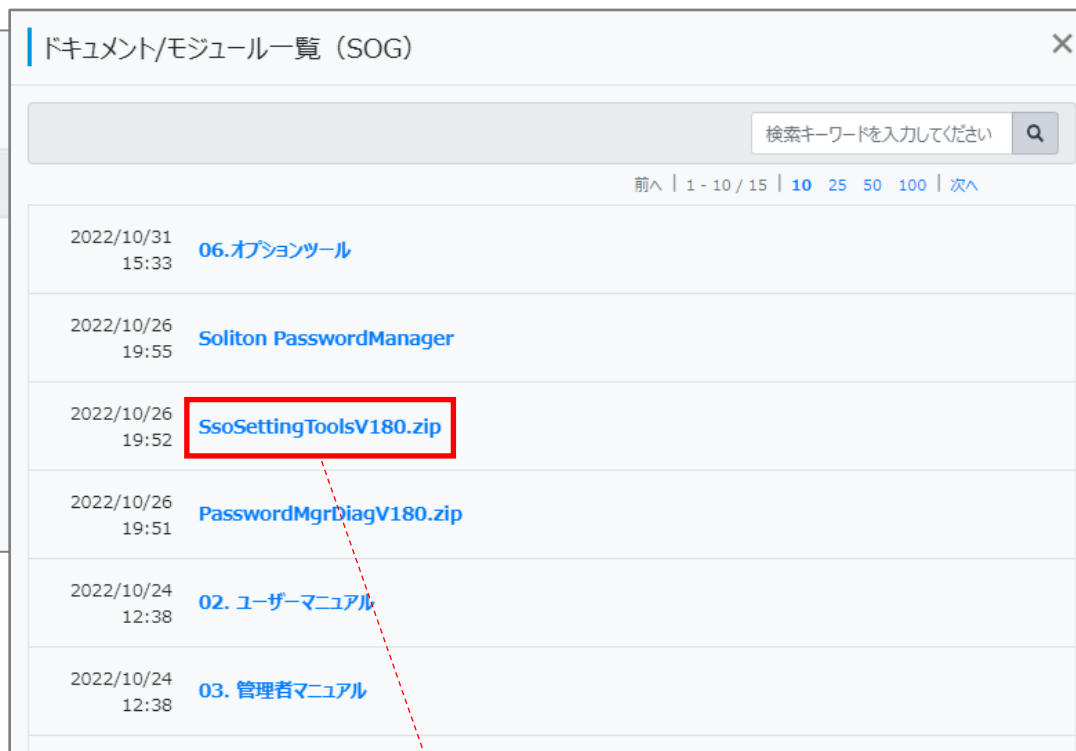 ドキュメント/モジュール一覧（SOG）
×
検索キーワードを入力してください
前へ | 1 - 10 / 15 | 10 25 50 100 | 次へ
2022/10/31
15:33
06.オプションツール
2022/10/26
19:55
Soliton PasswordManager
2022/10/26
19:52
SsoSettingToolsV180.zip
2022/10/26
19:51
PasswordMgrDiagV180.zip
2022/10/24
12:38
02. ユーザーマニュアル
2022/10/24
12:38
03. 管理者マニュアル